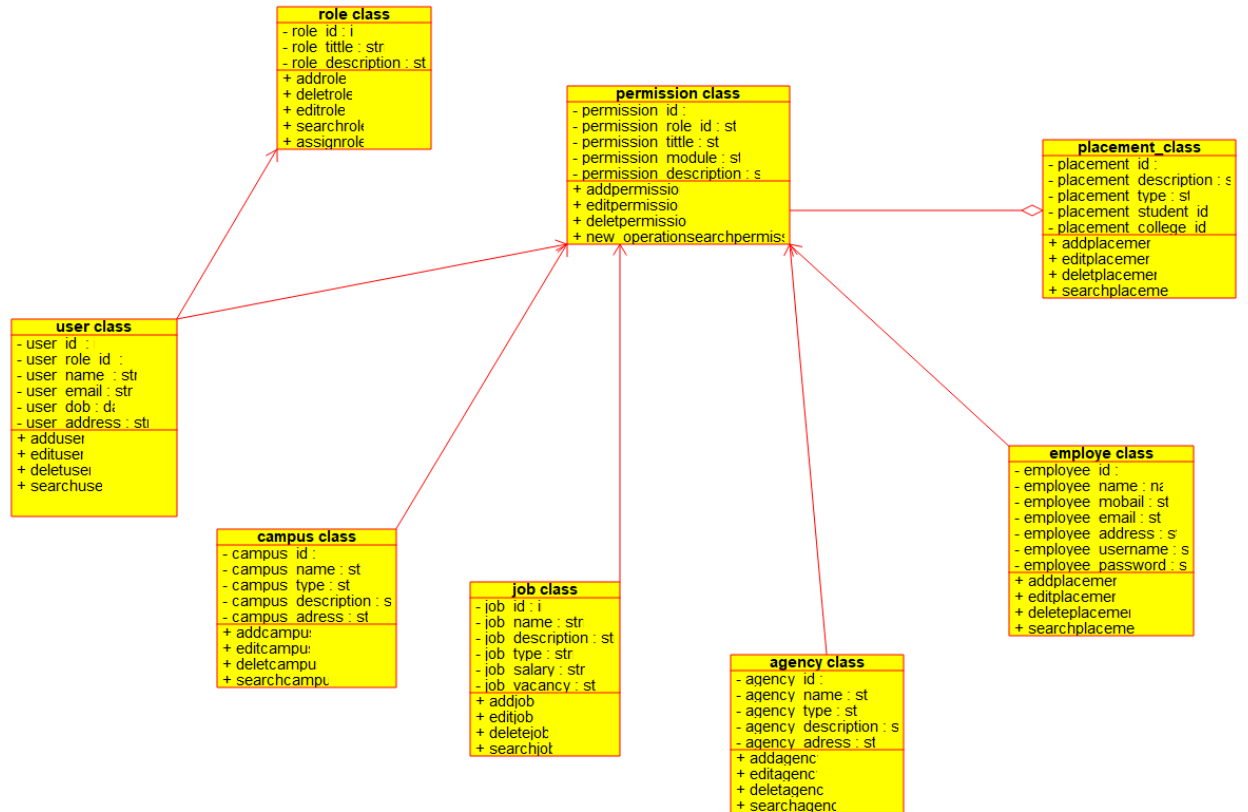 role class
- role_id : i
- role_tittle : str
- role_description : st
+ addrole
+ deletrole
+ editrole
+ searchrole
+ assignrole
permission class
- permission_id :
- permission_role_id : st
- permission_tittle : st
- permission_module : st
- permission_description : s
+ addpermissio
+ editpermissio
+ deletpermissio
+ new_operationsearchpermiss
placement_class
- placement_id :
- placement_description : s
- placement_type : st
- placement_student_id
- placement_college_id
+ addplacemer
+ editplacemer
+ deletplacemer
+ searchplaceme
user class
- user_id :
- user_role_id :
- user_name : str
- user_email : str
- user_dob : da
- user_address : str
+ adduser
+ edituser
+ deletuser
+ searchuse
campus class
- campus_id :
- campus_name : st
- campus_type : st
- campus_description : s
- campus_adress : st
+ addcampus
+ editcampus
+ deletcampu
+ searchcampu
job class
- job_id : i
- job_name : str
- job_description : st
- job_type : str
- job_salary : str
- job_vacancy : st
+ addjob
+ editjob
+ deletejob
+ searchjob
agency class
- agency_id :
- agency_name : st
- agency_type : st
- agency_description : s
- agency_adress : st
+ addagenc
+ editagenc
+ deletagenc
+ searchagenc
employe class
- employee_id :
- employee_name : na
- employee_mobail : st
- employee_email : st
- employee_address : st
- employee_username : s
- employee_password : s
+ addplacemer
+ editplacemer
+ deleteplacemer
+ searchplaceme